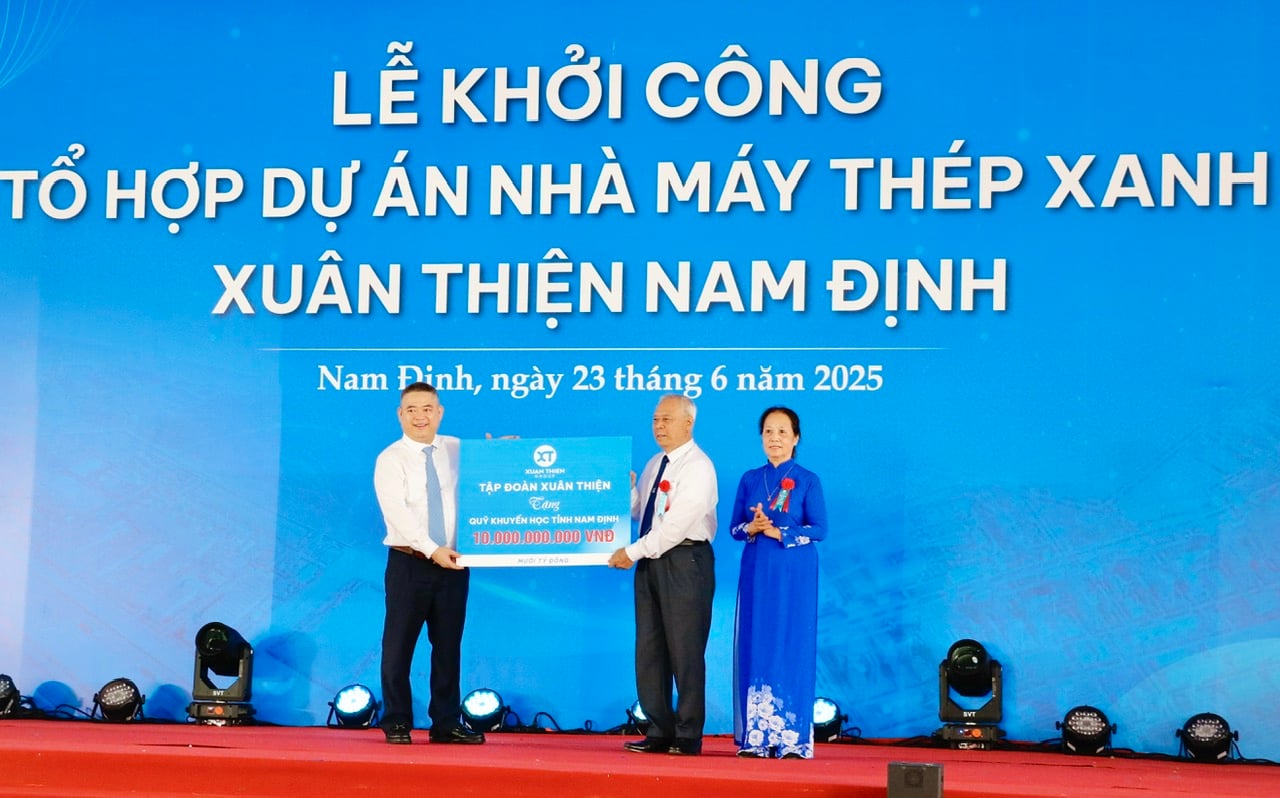 LỄ KHỞI CÔNG
TỔ HỢP DỰ ÁN NHÀ MÁY THÉP XANH
XUÂN THIỆN NAM ĐỊNH
Nam Định, ngày 23 tháng 6 năm 2025
XT
XUAN THIEN
GROUP
TẬP ĐOÀN XUÂN THIỆN
Tặng
QUỸ KHUYẾN HỌC TỈNH NAM ĐỊNH
10.000.000.000 VNĐ
MƯỜI TỶ ĐỒNG
SVT
SVT